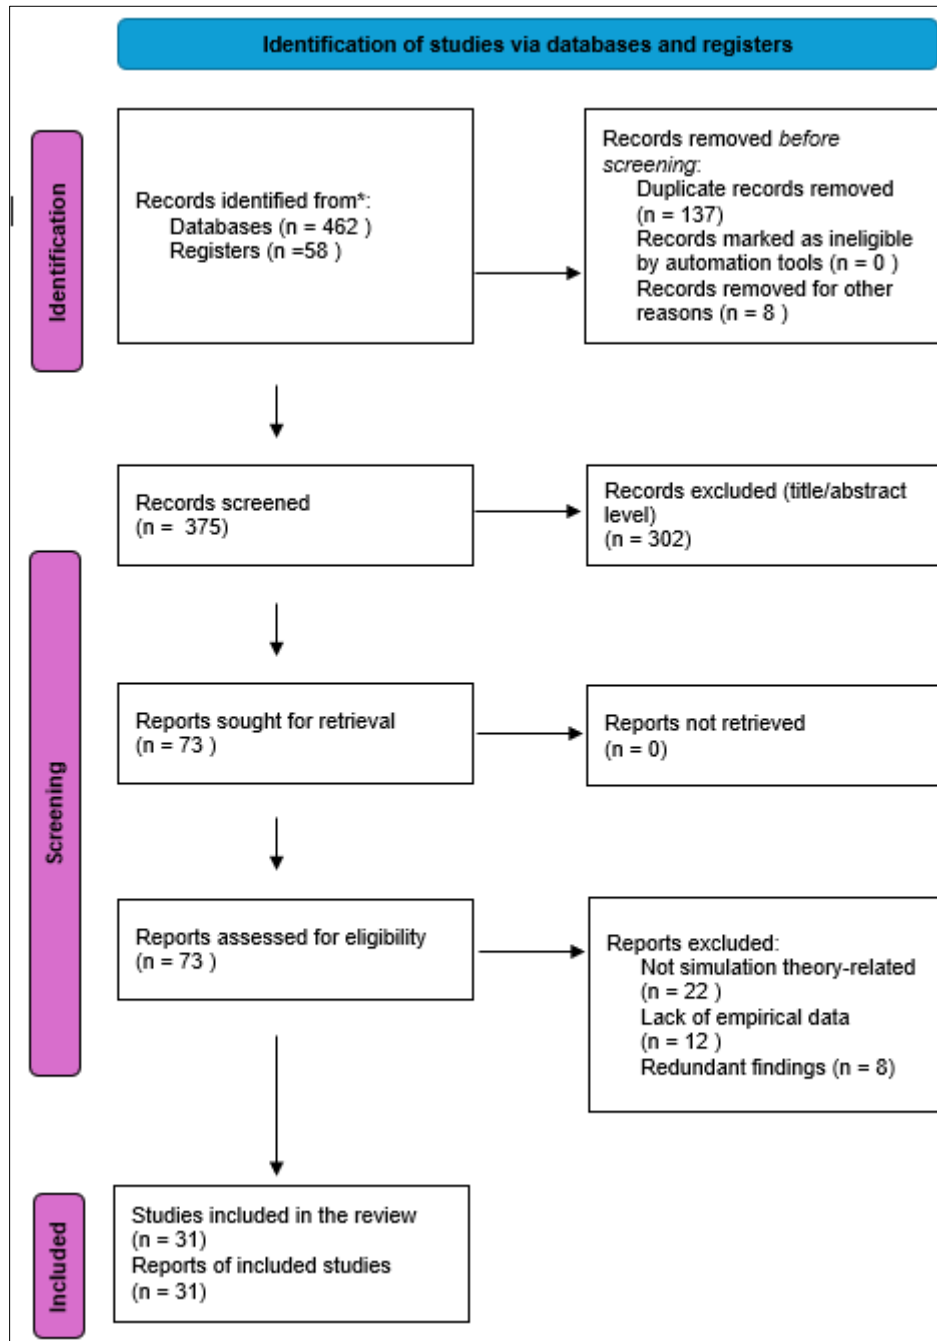 Identification of studies via databases and registers
Identification
Records identified from*:
Databases (n = 462 )
Registers (n =58 )
Records removed before
screening:
Duplicate records removed
(n = 137)
Records marked as ineligible
by automation tools (n = 0 )
Records removed for other
reasons (n = 8 )
Screening
Records screened
(n =  375)
Records excluded (title/abstract
level)
(n = 302)
Reports sought for retrieval
(n = 73 )
Reports not retrieved
(n = 0)
Reports assessed for eligibility
(n = 73 )
Reports excluded:
Not simulation theory-related
(n = 22 )
Lack of empirical data
(n = 12 )
Redundant findings (n = 8)
Included
Studies included in the review
(n = 31)
Reports of included studies
(n = 31)